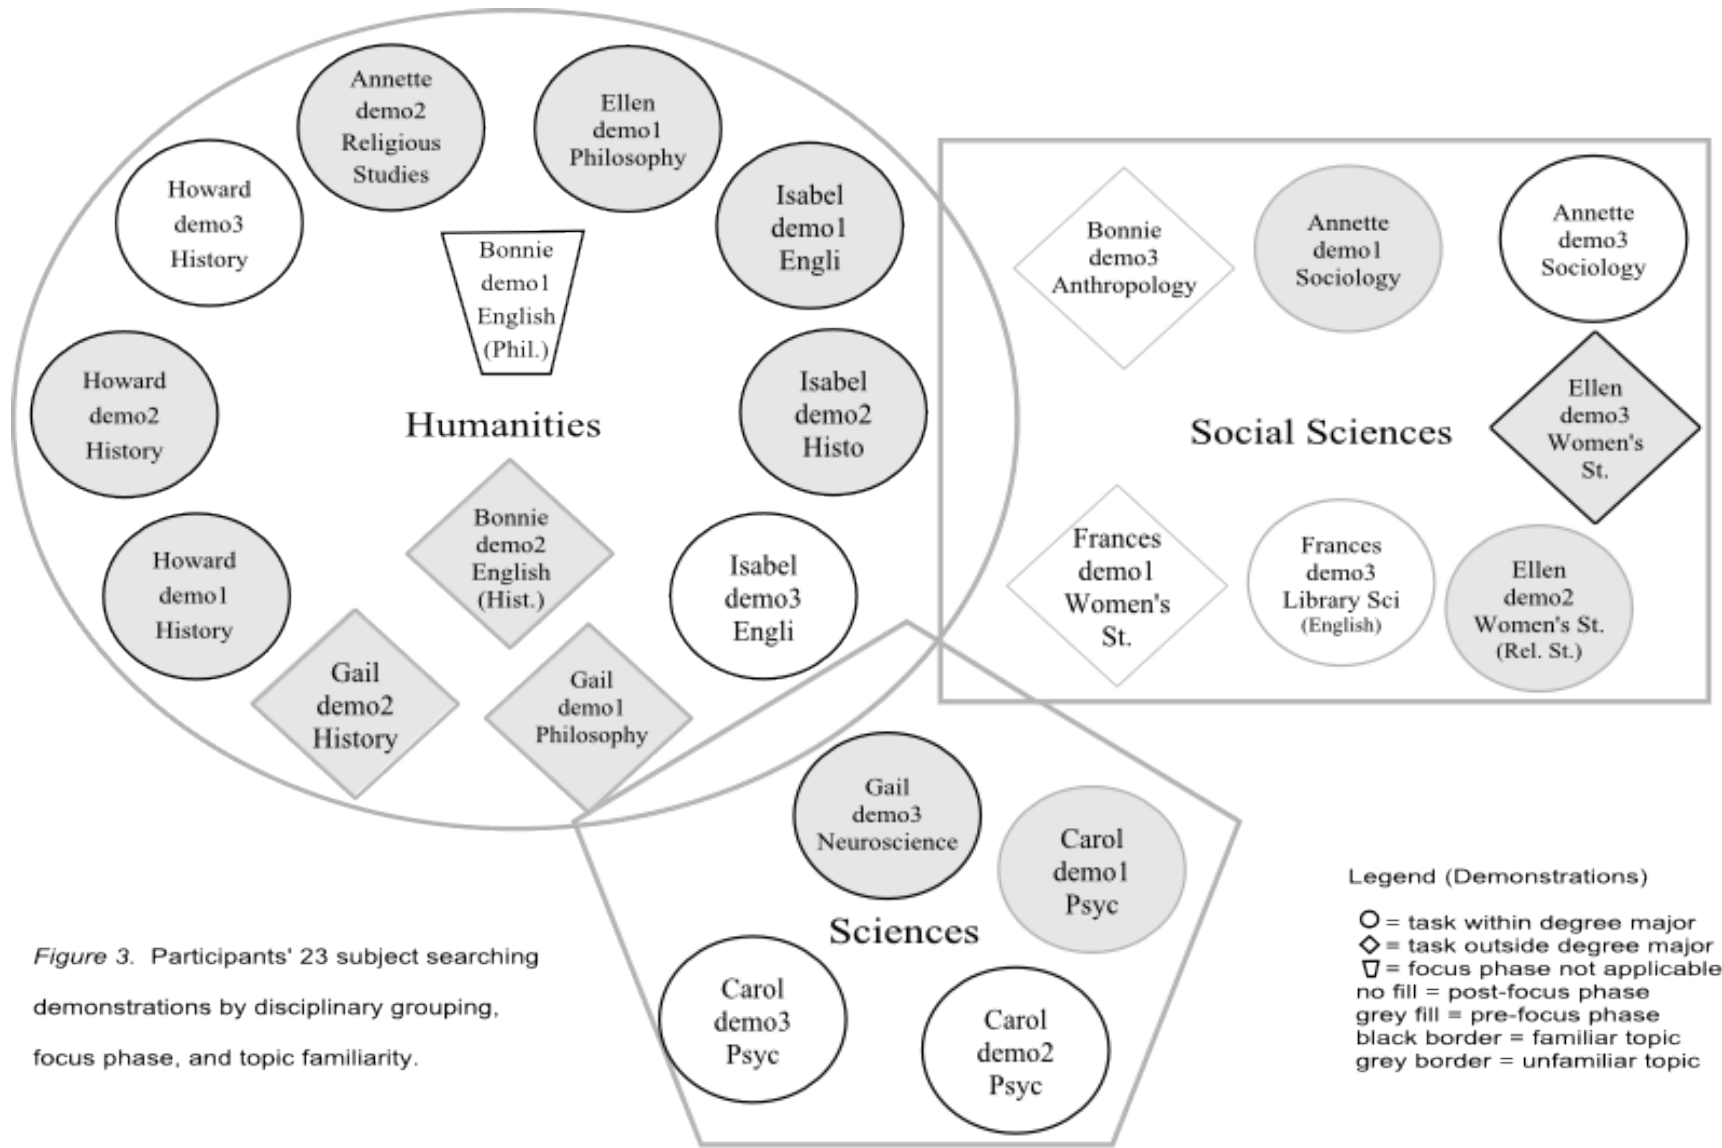 Annette
demo2
Religious
Studies
Ellen
demo1
Philosophy
Howard
demo3
History
Bonnie
demo1
English
(Phil.)
Isabel
demo1
Engli
Howard
demo2
History
Humanities
Isabel
demo2
Histo
Howard
demo1
History
Bonnie
demo2
English
(Hist.)
Isabel
demo3
Engli
Gail
demo2
History
Gail
demo1
Philosophy
Bonnie
demo3
Anthropology
Annette
demo1
Sociology
Annette
demo3
Sociology
Social Sciences
Ellen
demo3
Women's
St.
Frances
demo1
Women's
St.
Frances
demo3
Library Sci
(English)
Ellen
demo2
Women's St.
(Rel. St.)
Gail
demo3
Neuroscience
Carol
demo1
Psyc
Sciences
Carol
demo3
Psyc
Carol
demo2
Psyc
Figure 3. Participants' 23 subject searching
demonstrations by disciplinary grouping,
focus phase, and topic familiarity.
Legend (Demonstrations)
= task within degree major
= task outside degree major
= focus phase not applicable
no fill = post-focus phase
grey fill = pre-focus phase
black border = familiar topic
grey border = unfamiliar topic